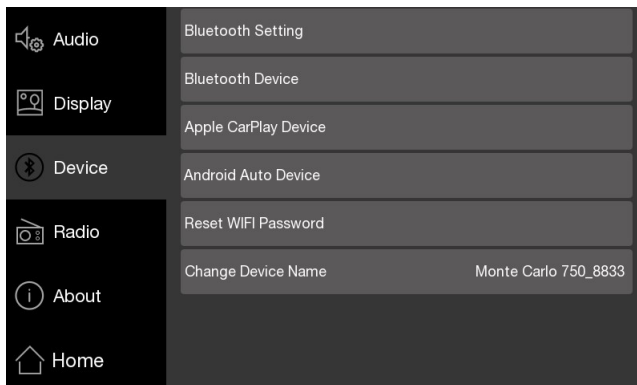 Audio
Display
Device
Radio
About
Home
Bluetooth Setting
Bluetooth Device
Apple CarPlay Device
Android Auto Device
Reset WIFI Password
Change Device Name Monte Carlo 750_8833